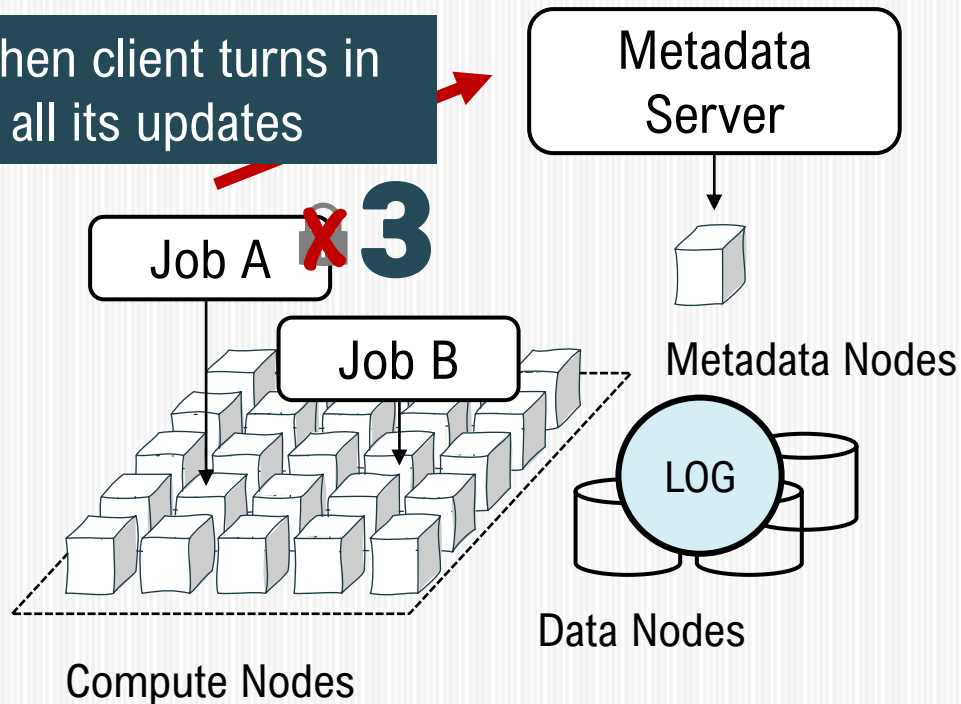 hen client turns in
all its updates
Metadata
Server
Job A
X
3
Job B
Metadata Nodes
LOG
Data Nodes
Compute Nodes